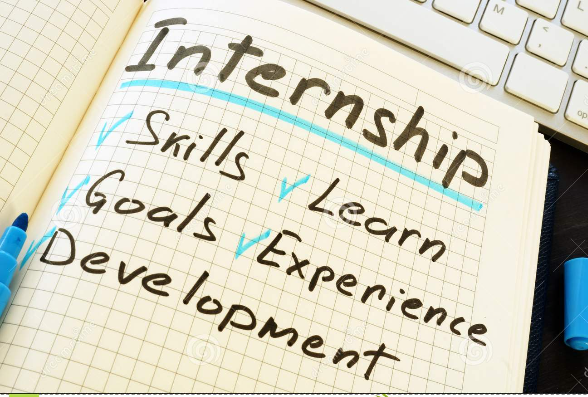 Internship
✓ Skills ✓ Learn
✓ Goals ✓ Experience
✓ Development
M
< ,
L